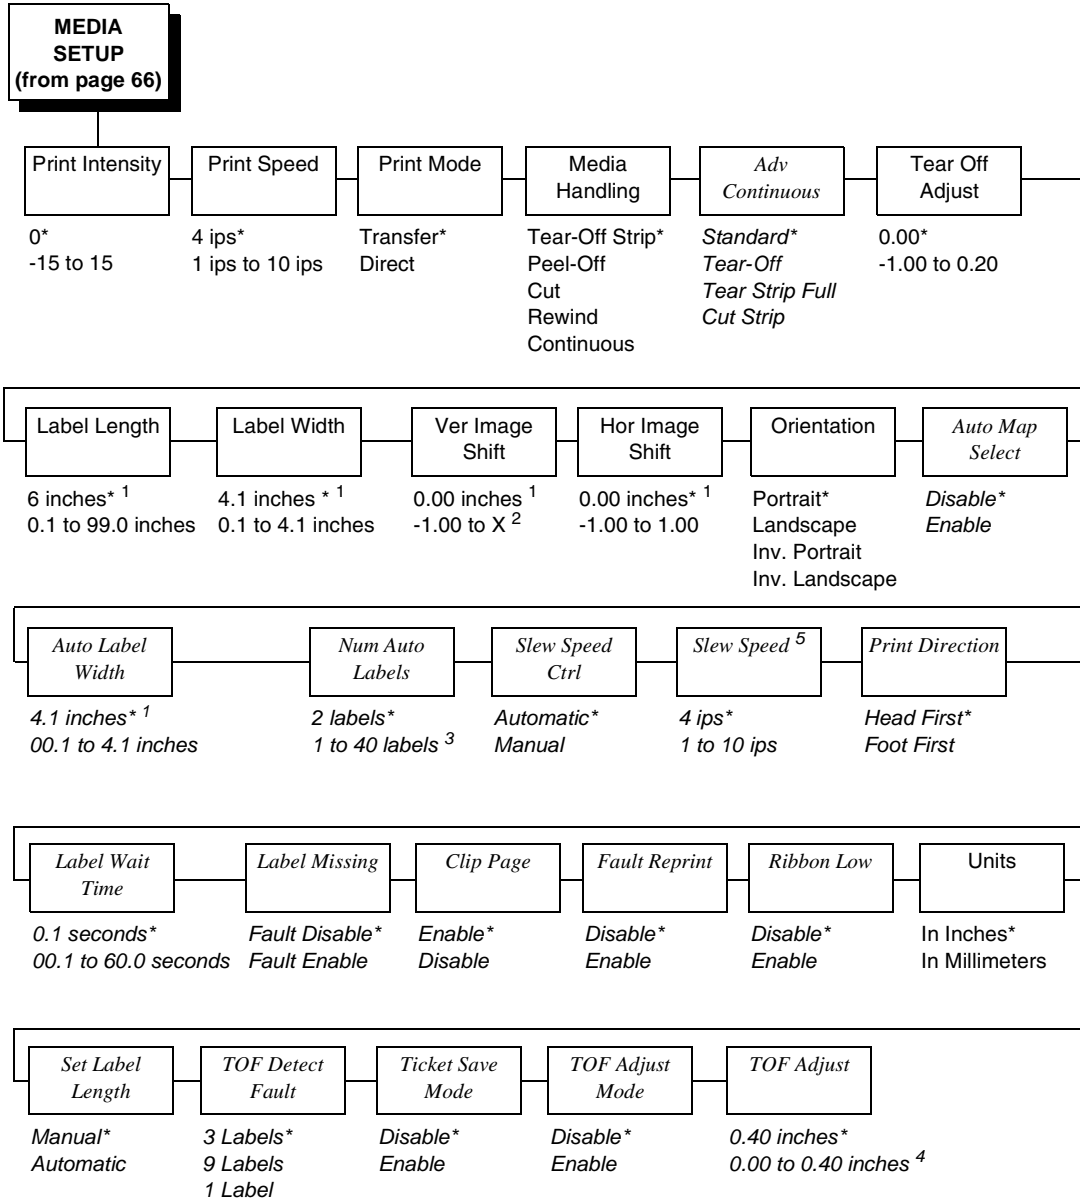 MEDIA
SETUP
(from page 66)
Print Intensity
0*
-15 to 15
Print Speed
4 ips*
1 ips to 10 ips
Print Mode
Transfer*
Direct
Media
Handling
Tear-Off Strip*
Peel-Off
Cut
Rewind
Continuous
Adv
Continuous
Standard*
Tear-Off
Tear Strip Full
Cut Strip
Tear Off
Adjust
0.00*
-1.00 to 0.20
Label Length
6 inches* 1
0.1 to 99.0 inches
Label Width
4.1 inches * 1
0.1 to 4.1 inches
Ver Image
Shift
0.00 inches 1
-1.00 to X 2
Hor Image
Shift
0.00 inches* 1
-1.00 to 1.00
Orientation
Portrait*
Landscape
Inv. Portrait
Inv. Landscape
Auto Map
Select
Disable*
Enable
Auto Label
Width
4.1 inches* 1
00.1 to 4.1 inches
Num Auto
Labels
2 labels*
1 to 40 labels 3
Slew Speed
Ctrl
Automatic*
Manual
Slew Speed 5
4 ips*
1 to 10 ips
Print Direction
Head First*
Foot First
Label Wait
Time
0.1 seconds*
00.1 to 60.0 seconds
Label Missing
Fault Disable*
Fault Enable
Clip Page
Enable*
Disable
Fault Reprint
Disable*
Enable
Ribbon Low
Disable*
Enable
Units
In Inches*
In Millimeters
Set Label
Length
Manual*
Automatic
TOF Detect
Fault
3 Labels*
9 Labels
1 Label
Ticket Save
Mode
Disable*
Enable
TOF Adjust
Mode
Disable*
Enable
TOF Adjust
0.40 inches*
0.00 to 0.40 inches 4